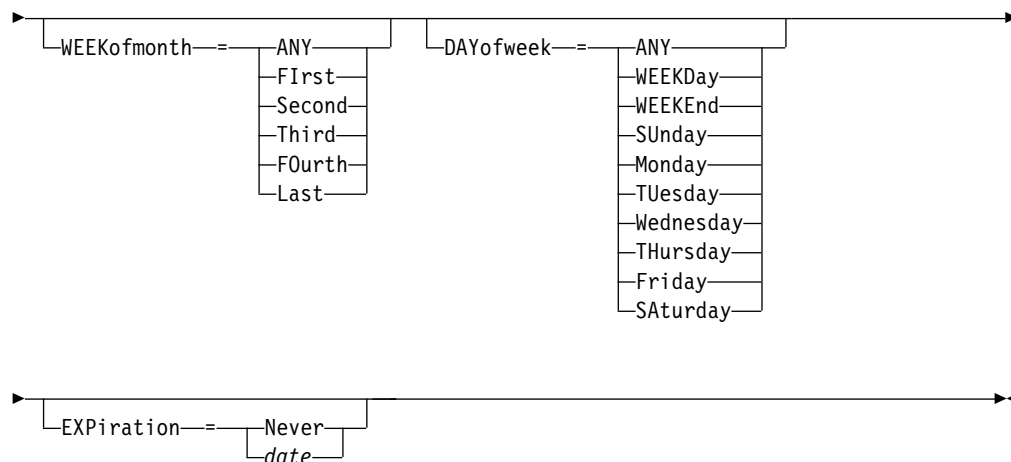 WEEKofmonth = ANY
FIrst
Second
Third
FOurth
Last
DAYofweek = ANY
WEEKDay
WEEKEnd
SUnday
Monday
TUesday
Wednesday
THursday
Friday
SAturday
EXPiration = Never
date